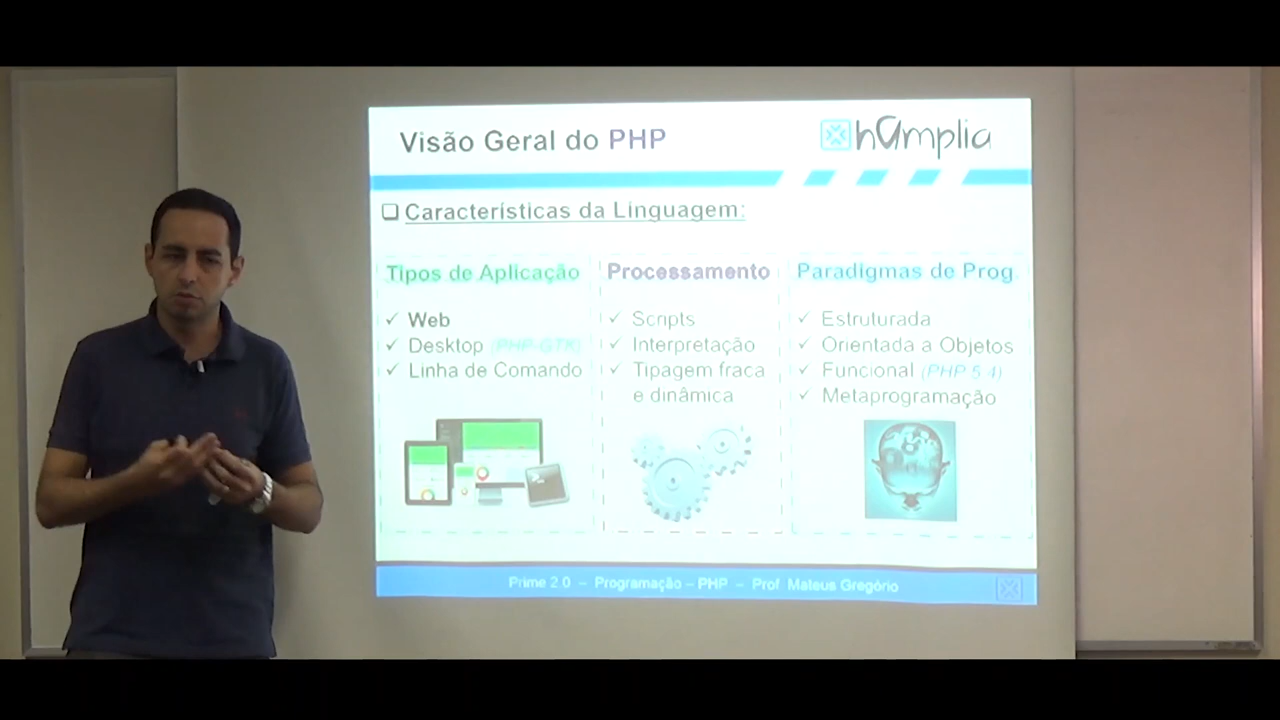 Visão Geral do PHP
hamplia
Características da Linguagem:
Tipos de Aplicação
✓ Web
✓ Desktop (PHP-GTK)
✓ Linha de Comando
Processamento
✓ Scripts
✓ Interpretação
✓ Tipagem fraca
e dinâmica
Paradigmas de Prog.
✓ Estruturada
✓ Orientada a Objetos
✓ Funcional (PHP 5.4)
✓ Metaprogramação
Prime 2.0 – Programação – PHP – Prof. Mateus Gregório